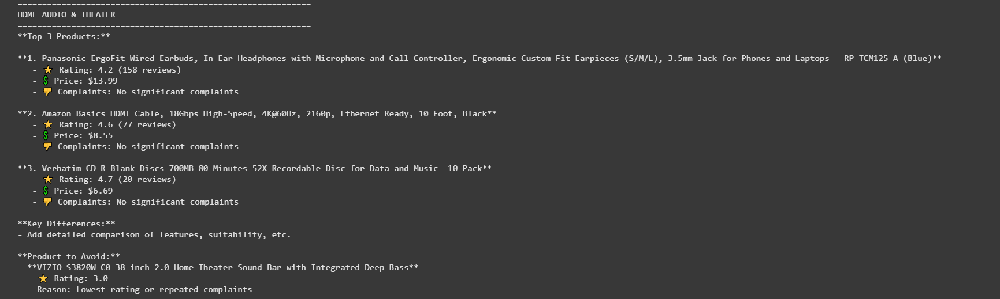 ============================================================
HOME AUDIO & THEATER
============================================================
**Top 3 Products:**
**1. Panasonic ErgoFit Wired Earbuds, In-Ear Headphones with Microphone and Call Controller, Ergonomic Custom-Fit Earpieces (S/M/L), 3.5mm Jack for Phones and Laptops - RP-TCM125-A (Blue)**
- ⭐ Rating: 4.2 (158 reviews)
- 💲 Price: $13.99
- 👎 Complaints: No significant complaints
**2. Amazon Basics HDMI Cable, 18Gbps High-Speed, 4K@60Hz, 2160p, Ethernet Ready, 10 Foot, Black**
- ⭐ Rating: 4.6 (77 reviews)
- 💲 Price: $8.55
- 👎 Complaints: No significant complaints
**3. Verbatim CD-R Blank Discs 700MB 80-Minutes 52X Recordable Disc for Data and Music- 10 Pack**
- ⭐ Rating: 4.7 (20 reviews)
- 💲 Price: $6.69
- 👎 Complaints: No significant complaints
**Key Differences:**
- Add detailed comparison of features, suitability, etc.
**Product to Avoid:**
- **VIZIO S3820W-C0 38-inch 2.0 Home Theater Sound Bar with Integrated Deep Bass**
- ⭐ Rating: 3.0
- Reason: Lowest rating or repeated complaints